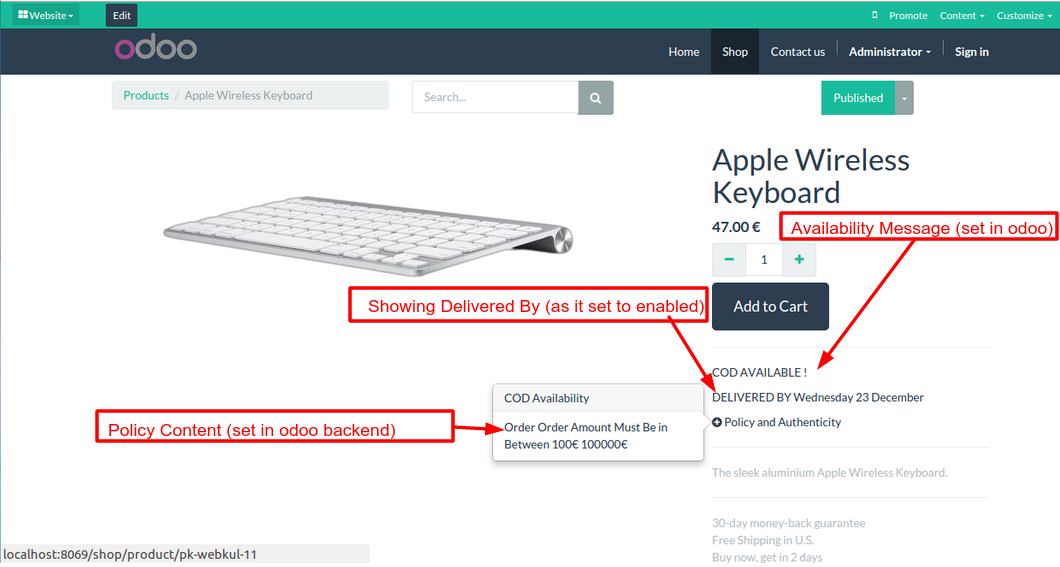 Website
Edit
Promote
Content
Customize
odoo
Home
Shop
Contact us
Administrator
Sign in
Products / Apple Wireless Keyboard
Search...
Published
Apple Wireless
Keyboard
47.00 €
Availability Message (set in odoo)
1
Showing Delivered By (as it set to enabled)
Add to Cart
COD AVAILABLE !
DELIVERED BY Wednesday 23 December
Policy and Authenticity
COD Availability
Order Order Amount Must Be in
Between 100€ 100000€
Policy Content (set in odoo backend)
The sleek aluminium Apple Wireless Keyboard.
30-day money-back guarantee
Free Shipping in U.S.
Buy now, get in 2 days
localhost:8069/shop/product/pk-webkul-11